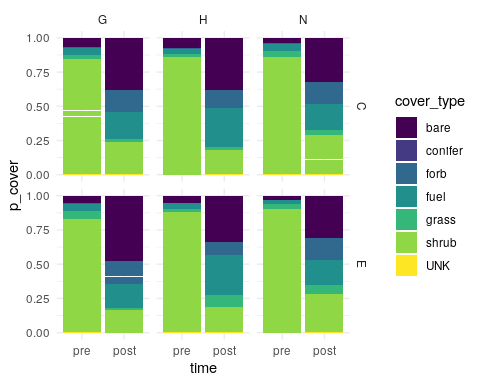 G H N
1.00
0.75
0.50
0.25
0.00
C
1.00
0.75
0.50
0.25
0.00
E
p_cover
pre post pre post pre post
time
cover_type
bare
conifer
forb
fuel
grass
shrub
UNK